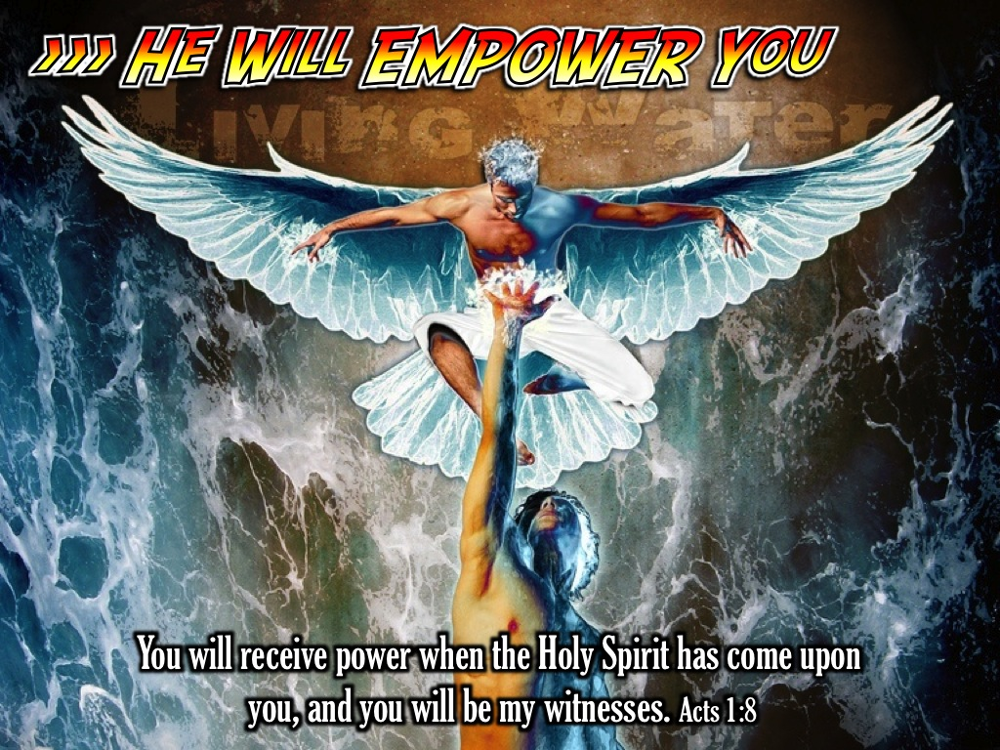 >>> HE WILL EMPOWER YOU
Living Water
You will receive power when the Holy Spirit has come upon
you, and you will be my witnesses. Acts 1:8